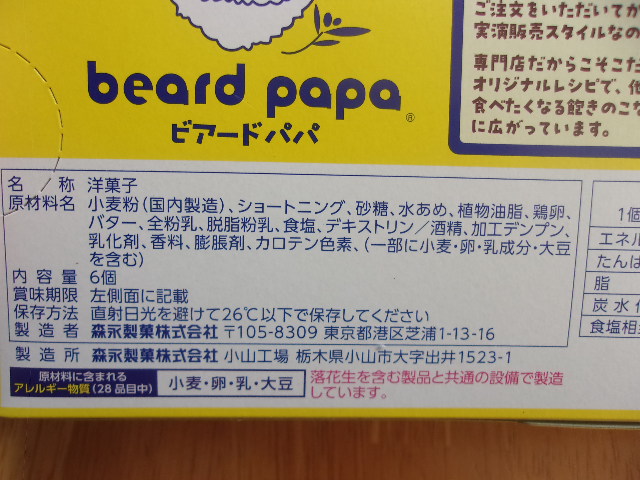 beard papa®
ビアードパパ
ご注文をいただいてか
実演販売スタイルなの
専門店だからこそこだ
オリジナルレシピで、他
食べたくなる飽きのこな
に広がっています。
名 称 洋菓子
原材料名 小麦粉(国内製造)、ショートニング、砂糖、水あめ、植物油脂、鶏卵、
バター、全粉乳、脱脂粉乳、食塩、デキストリン/酒精、加工デンプン、
乳化剤、香料、膨脹剤、カロテン色素、(一部に小麦・卵・乳成分・大豆
を含む)
内 容 量 6個
賞味期限 左側面に記載
保存方法 直射日光を避けて26℃以下で保存してください
製 造 者 森永製菓株式会社 〒105-8309 東京都港区芝浦1-13-16
製 造 所 森永製菓株式会社 小山工場 栃木県小山市大字出井1523-1
原材料に含まれる
アレルギー物質(28品目中)
小麦・卵・乳・大豆
落花生を含む製品と共通の設備で製造
しています。
1個
エネル
たんぱ
脂
炭水化
食塩相